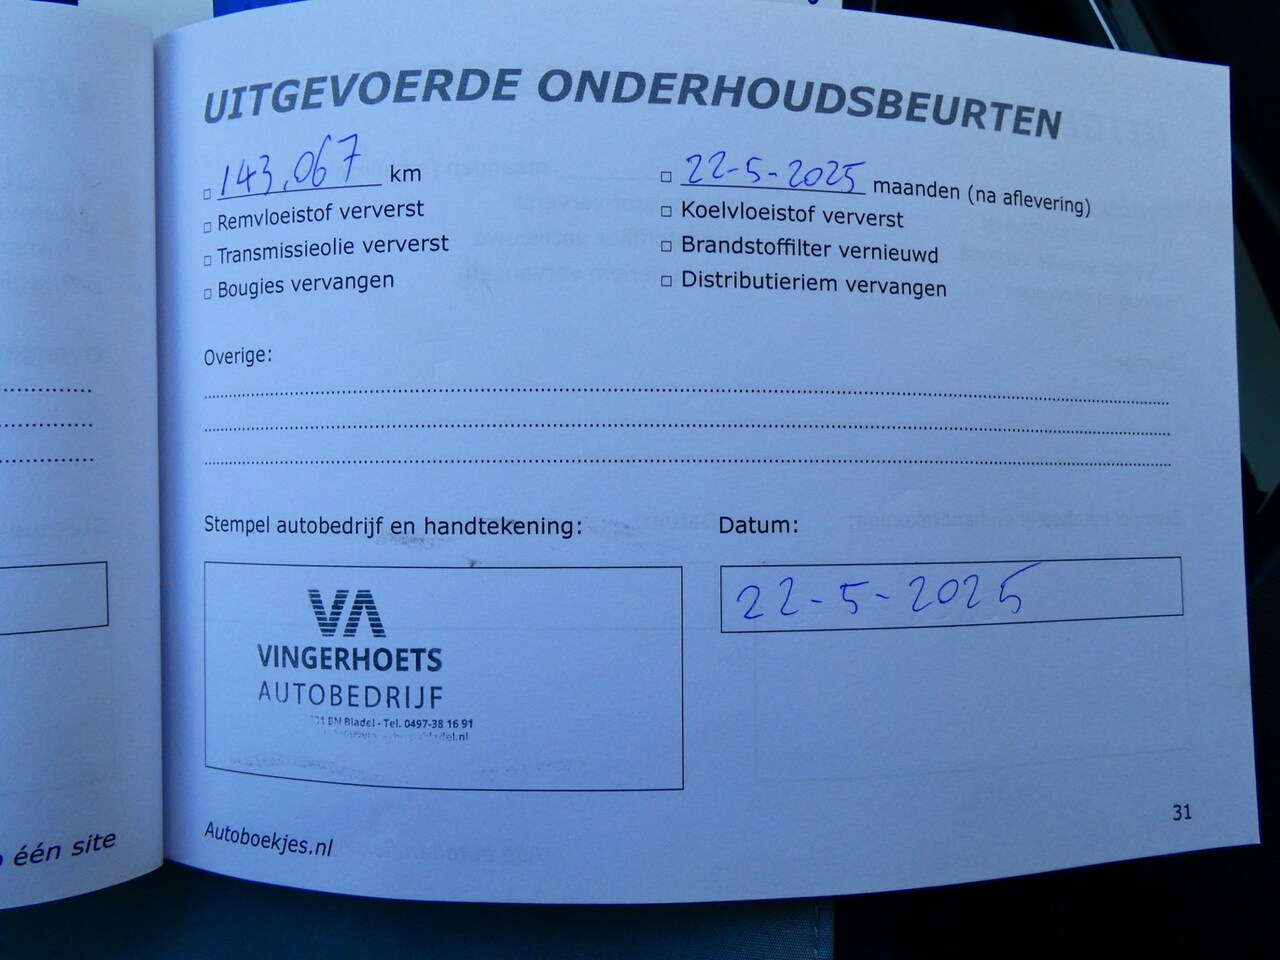 UITGEVOERDE ONDERHOUDSBEURTEN
□ 143.067 km
□ 22-5-2025 maanden (na aflevering)
□ Remvloeistof ververst
□ Koelvloeistof ververst
□ Transmissieolie ververst
□ Brandstoffilter vernieuwd
□ Bougies vervangen
□ Distributieriem vervangen
Overige:
Stempel autobedrijf en handtekening:
Datum:
22-5-2025
VA
VINGERHOETS
AUTOBEDRIJF
BN Bladel - Tel. 0497-38 16 91
31
Autoboekjes.nl
één site